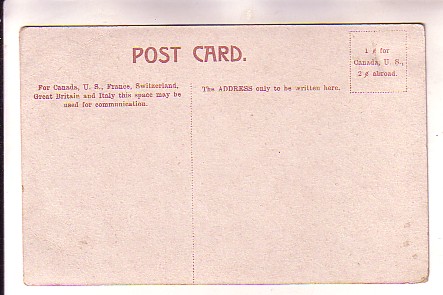 POST CARD.
1 ¢ for
Canada, U. S.,
2 ¢ abroad.
For Canada, U. S., France, Switzerland,
Great Britain and Italy this space may be
used for communication.
The ADDRESS only to be written here.